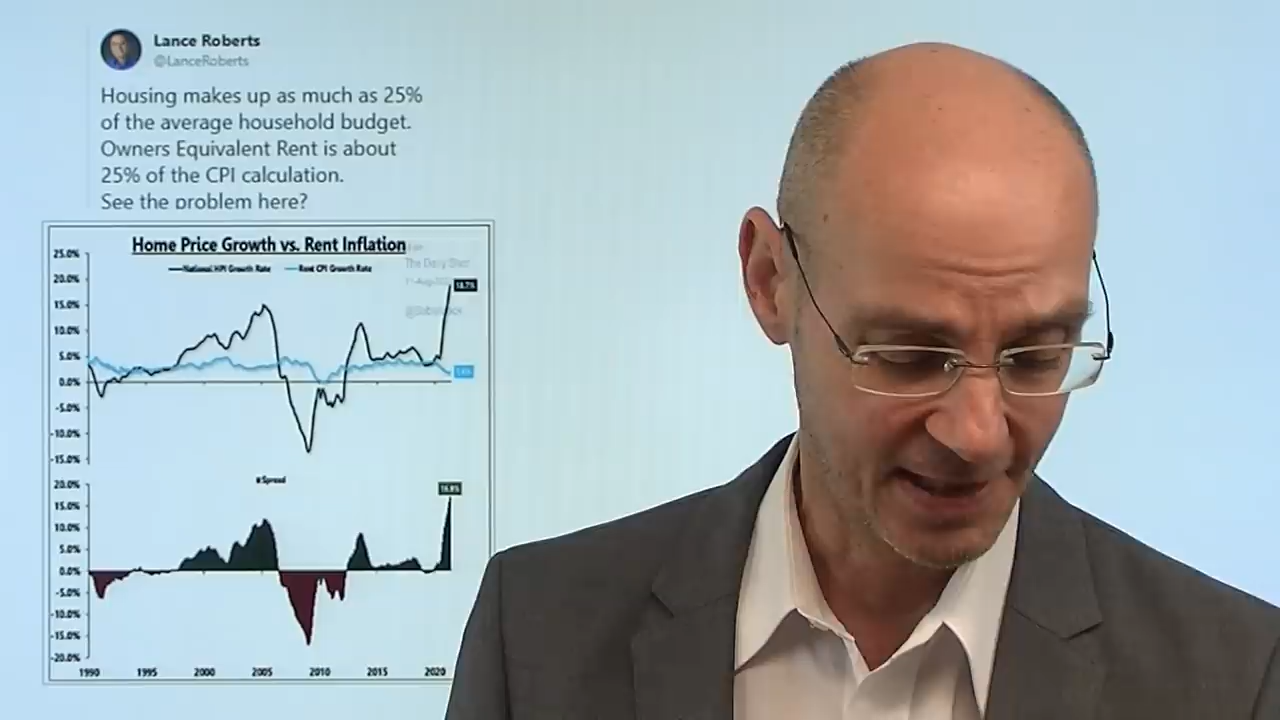 Lance Roberts
@LanceRoberts
Housing makes up as much as 25%
of the average household budget.
Owners Equivalent Rent is about
25% of the CPI calculation.
See the problem here?
Home Price Growth vs. Rent Inflation
National HPI Growth Rate
Rent CPI Growth Rate
The Daily Shot
25.0%
20.0%
15.0%
10.0%
5.0%
0.0%
-5.0%
-10.0%
-15.0%
18.7%
Spread
20.0%
15.0%
10.0%
5.0%
0.0%
-5.0%
-10.0%
-15.0%
-20.0%
16.8%
1990 1995 2000 2005 2010 2015 2020